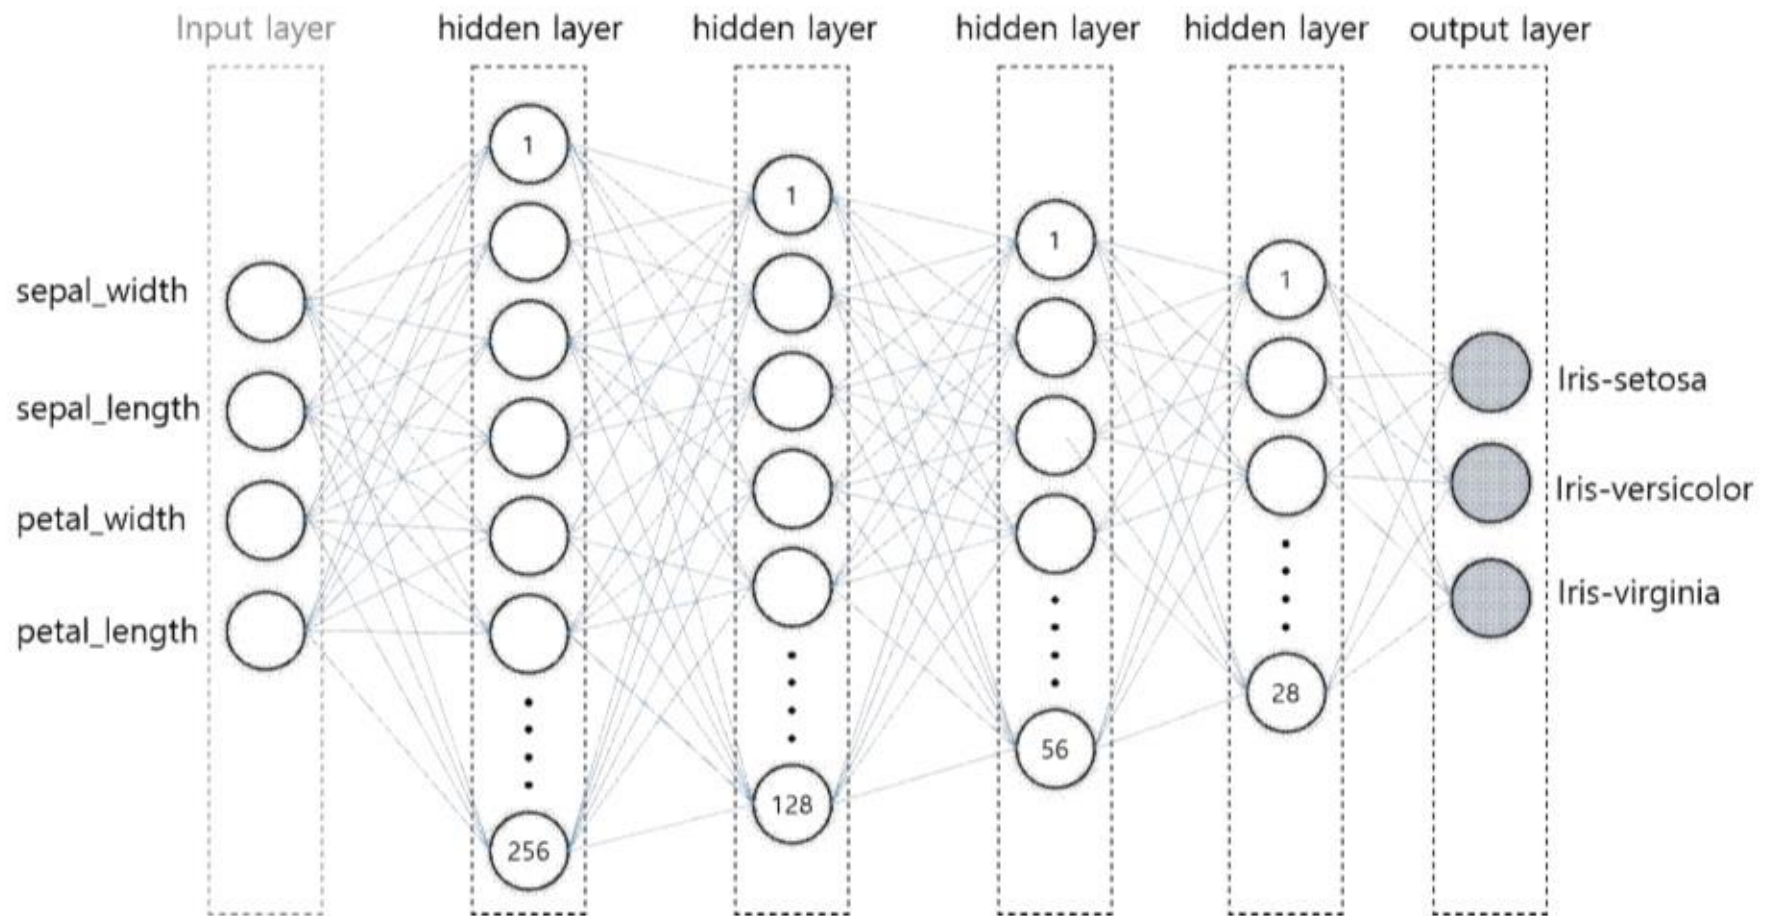 Input layer
hidden layer
hidden layer
hidden layer
hidden layer
output layer
sepal_width
sepal_length
petal_width
petal_length
1
256
1
128
1
56
1
28
Iris-setosa
Iris-versicolor
Iris-virginia